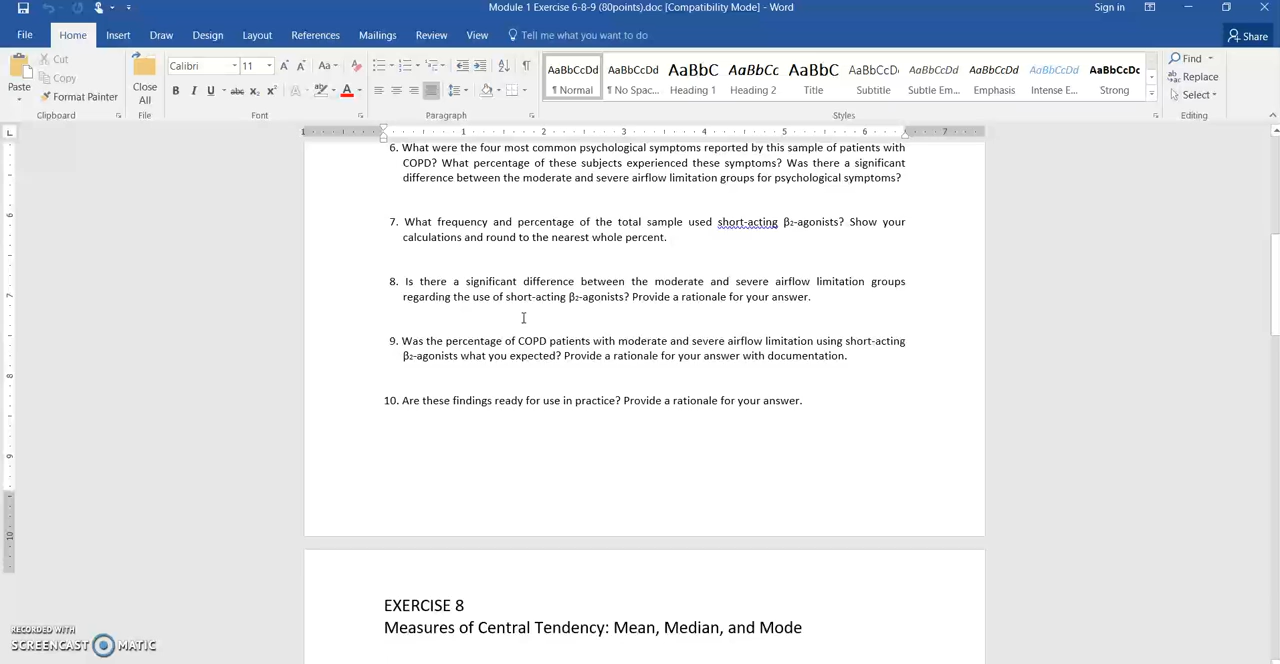 Module 1 Exercise 6-8-9 (80points).doc [Compatibility Mode] - Word
Sign in
File Home Insert Draw Design Layout References Mailings Review View Tell me what you want to do Share
Paste
Cut
Copy
Format Painter
Clipboard
Close All
File
Calibri 11
Font
Paragraph
AaBbCcDd ¶ Normal
AaBbCcDd ¶ No Spac...
AaBbC Heading 1
AaBbCc Heading 2
AaBbC Title
AaBbCcD Subtitle
AaBbCcDd Subtle Em...
AaBbCcDd Emphasis
AaBbCcDd Intense E...
AaBbCcDc Strong
Styles
Find
Replace
Select
Editing
6. What were the four most common psychological symptoms reported by this sample of patients with
COPD? What percentage of these subjects experienced these symptoms? Was there a significant
difference between the moderate and severe airflow limitation groups for psychological symptoms?
7. What frequency and percentage of the total sample used short-acting β₂-agonists? Show your
calculations and round to the nearest whole percent.
8. Is there a significant difference between the moderate and severe airflow limitation groups
regarding the use of short-acting β₂-agonists? Provide a rationale for your answer.
9. Was the percentage of COPD patients with moderate and severe airflow limitation using short-acting
β₂-agonists what you expected? Provide a rationale for your answer with documentation.
10. Are these findings ready for use in practice? Provide a rationale for your answer.
EXERCISE 8
Measures of Central Tendency: Mean, Median, and Mode
RECORDED WITH
SCREENCAST MATIC